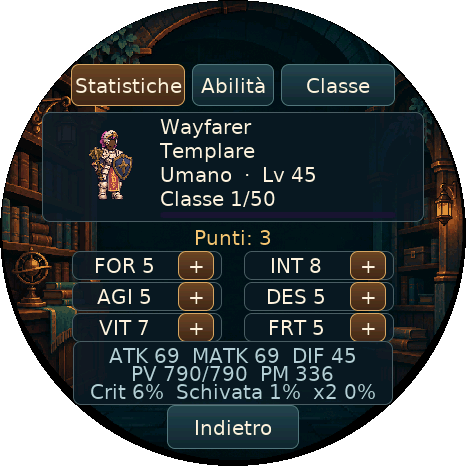 Statistiche Abilità Classe
Wayfarer
Templare
Umano · Lv 45
Classe 1/50
Punti: 3
FOR 5 + INT 8 +
AGI 5 + DES 5 +
VIT 7 + FRT 5 +
ATK 69 MATK 69 DIF 45
PV 790/790 PM 336
Crit 6% Schivata 1% x2 0%
Indietro